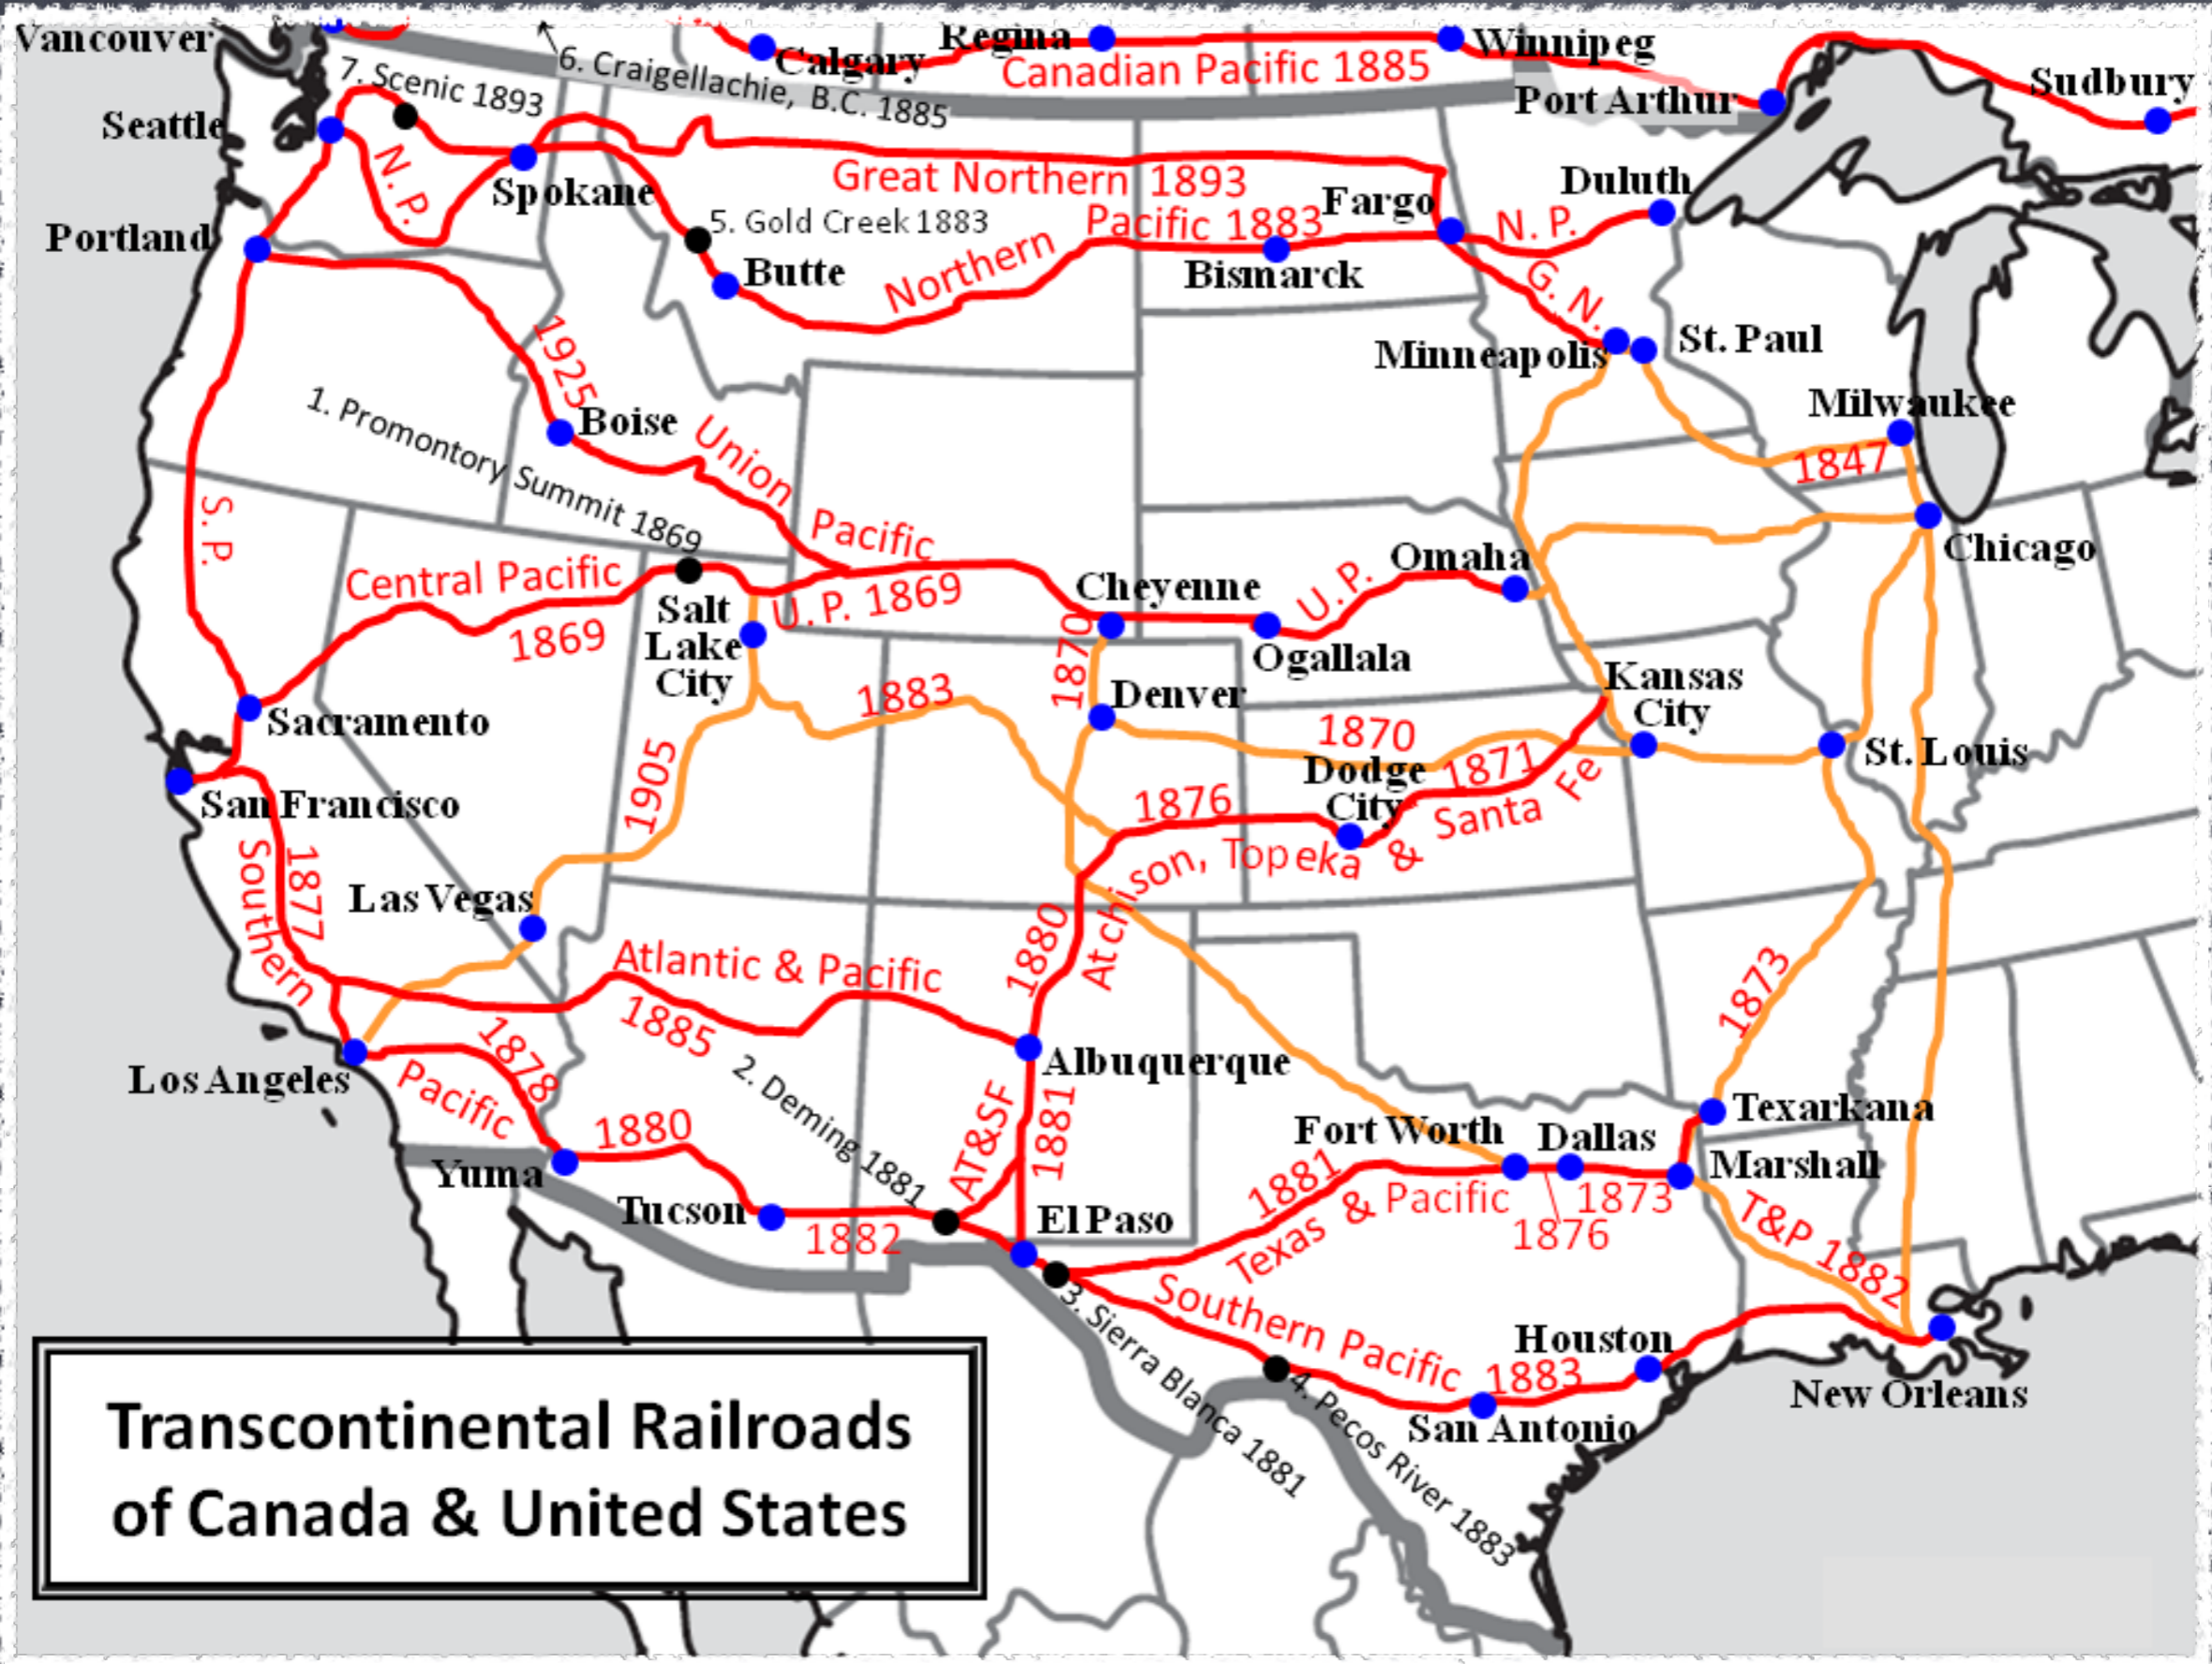 Vancouver
Calgary
Regina
Winnipeg
Canadian Pacific 1885
Port Arthur
Sudbury
6. Craigellachie, B.C. 1885
7. Scenic 1893
Seattle
N. P.
Spokane
Great Northern 1893
Portland
5. Gold Creek 1883
Butte
Northern
Pacific 1883
Bismarck
Fargo
N. P.
Duluth
G. N.
Minneapolis
St. Paul
Milwaukee
1847
Chicago
1925
Boise
Union
Pacific
1. Promontory Summit 1869
S. P.
Central Pacific
1869
Salt
Lake
City
U. P. 1869
Cheyenne
Ogallala
U. P.
Omaha
1870
Denver
1883
1905
Kansas
City
St. Louis
1870
Dodge
City
1871
1876
Atchison, Topeka & Santa Fe
Sacramento
San Francisco
Southern
1877
Las Vegas
Atlantic & Pacific
1885
1880
Albuquerque
Los Angeles
Pacific
1878
Yuma
1880
Tucson
1882
2. Deming 1881
AT&SF
1881
El Paso
1873
Texarkana
Fort Worth
Dallas
Marshall
1881
Texas & Pacific
1876
1873
T&P 1882
3. Sierra Blanca 1881
Southern Pacific
4. Pecos River 1883
1883
San Antonio
Houston
New Orleans
Transcontinental Railroads
of Canada & United States